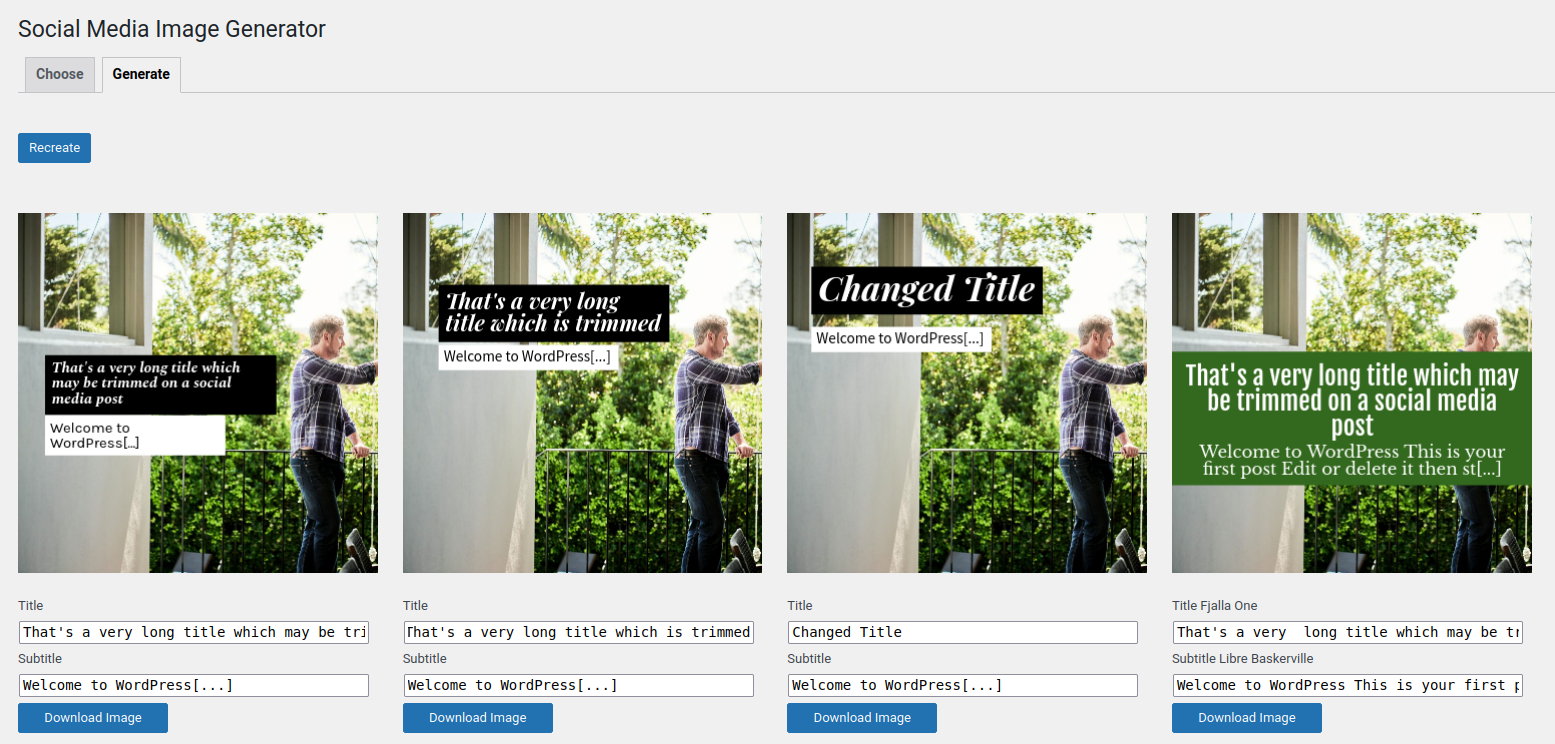 Social Media Image Generator
Choose
Generate
Recreate
That's a very long title which
may be trimmed on a social
media post
Welcome to
WordPress[...]
That's a very long
title which is trimmed
Welcome to WordPress[...]
Changed Title
Welcome to WordPress[...]
That's a very long title which may
be trimmed on a social media
post
Welcome to WordPress This is your
first post Edit or delete it then st[...]
Title
That's a very long title which may be tri
Subtitle
Welcome to WordPress[...]
Download Image
Title
That's a very long title which is trimmed
Subtitle
Welcome to WordPress[...]
Download Image
Title
Changed Title
Subtitle
Welcome to WordPress[...]
Download Image
Title Fjalla One
That's a very  long title which may be tr
Subtitle Libre Baskerville
Welcome to WordPress This is your first p
Download Image